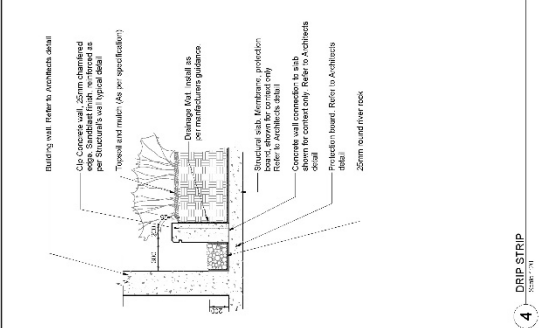 Building wall. Refer to Architects detail
Cip Concrete wall, 25mm chamfered
edge. Sandblast finish, reinforced as
per Structural's wall typical detail
Topsoil and mulch (As per specification)
Drainage Mat. Install as
per manfacturers guidance
Structural slab. Membrane, protection
board, shown for context only
Refer to Architects detail
Concrete wall connection to slab
shown for context only. Refer to Architects
detail
Protection board. Refer to Architects
detail
25mm round river rock
4
DRIP STRIP